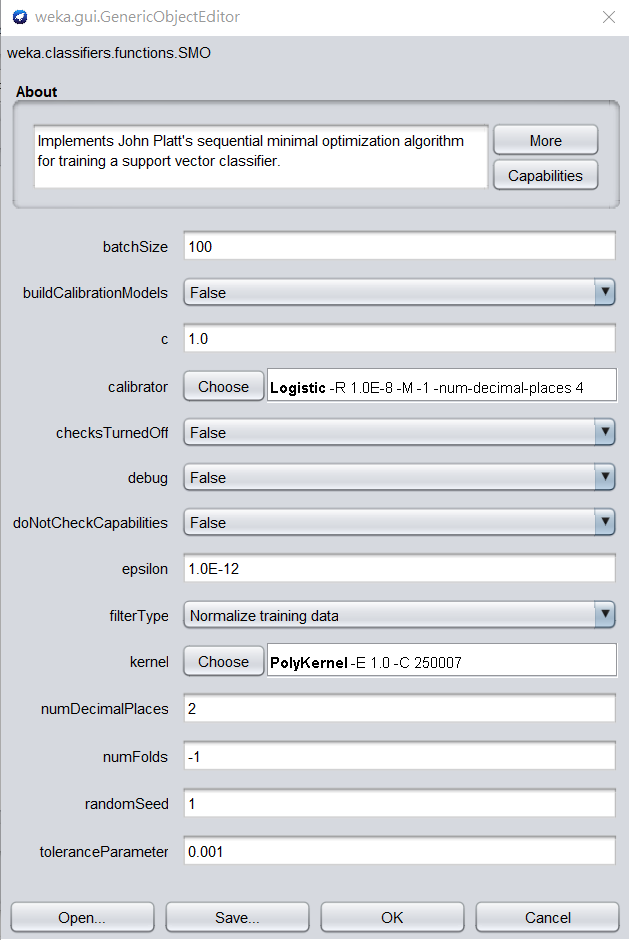 weka.gui.GenericObjectEditor
weka.classifiers.functions.SMO
About
Implements John Platt's sequential minimal optimization algorithm
for training a support vector classifier.
More
Capabilities
batchSize 100
buildCalibrationModels False
c 1.0
calibrator Choose Logistic -R 1.0E-8 -M -1 -num-decimal-places 4
checksTurnedOff False
debug False
doNotCheckCapabilities False
epsilon 1.0E-12
filterType Normalize training data
kernel Choose PolyKernel -E 1.0 -C 250007
numDecimalPlaces 2
numFolds -1
randomSeed 1
toleranceParameter 0.001
Open... Save... OK Cancel